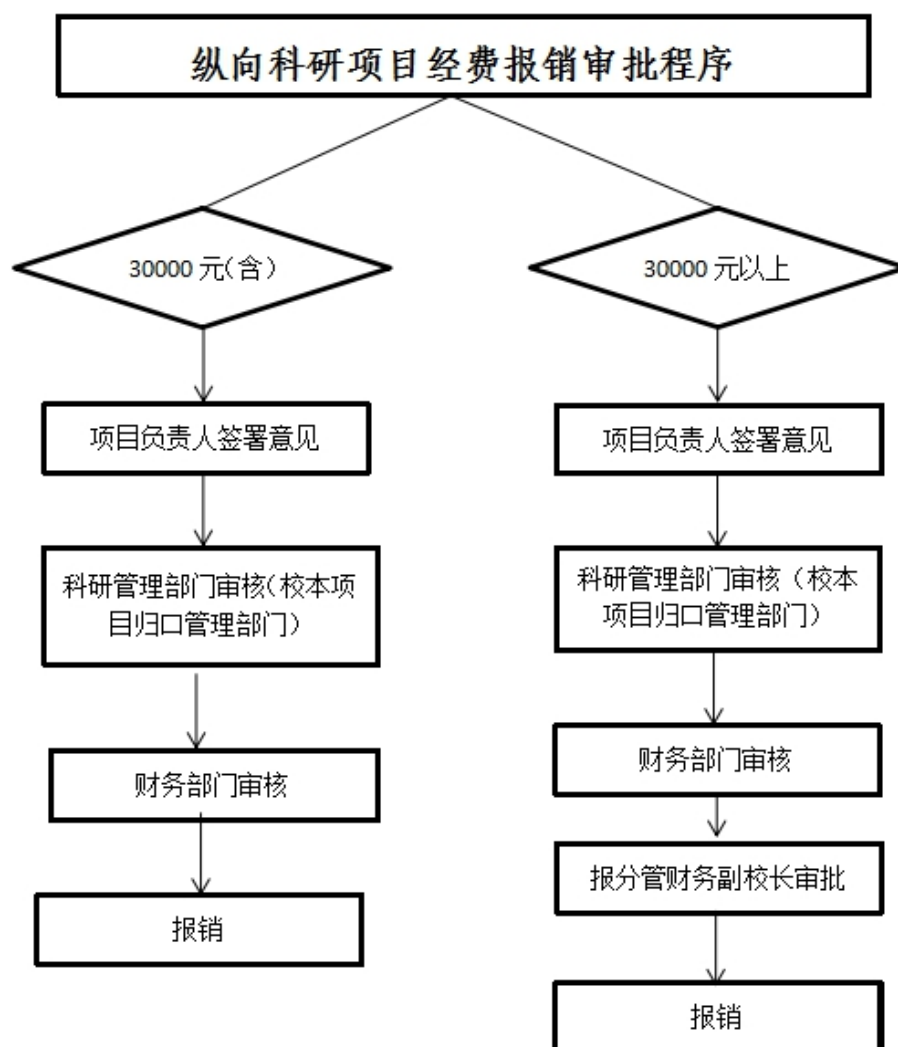 纵向科研项目经费报销审批程序
30000 元(含）
30000 元以上
项目负责人签署意见
项目负责人签署意见
科研管理部门审核(校本项
目归口管理部门）
科研管理部门审核（校本
项目归口管理部门）
财务部门审核
财务部门审核
报分管财务副校长审批
报销
报销